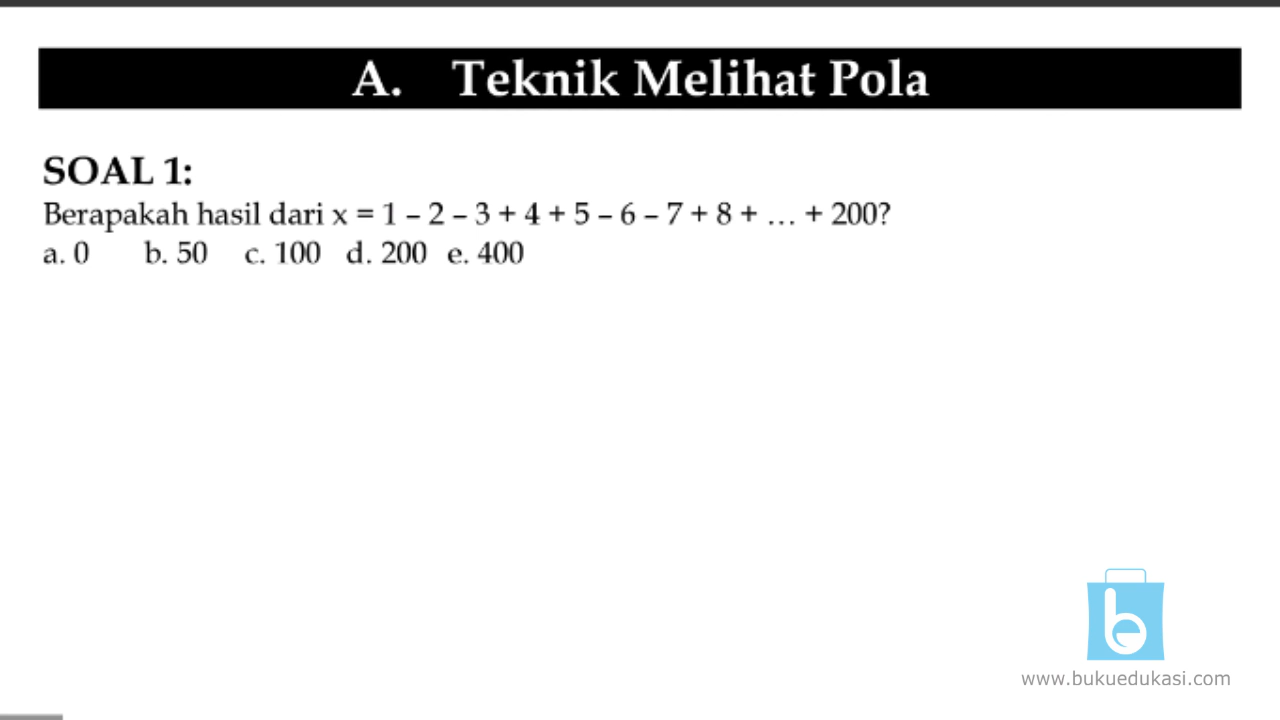 A. Teknik Melihat Pola
SOAL 1:
Berapakah hasil dari x = 1 – 2 – 3 + 4 + 5 – 6 – 7 + 8 + … + 200?
a. 0 b. 50 c. 100 d. 200 e. 400
www.bukuedukasi.com